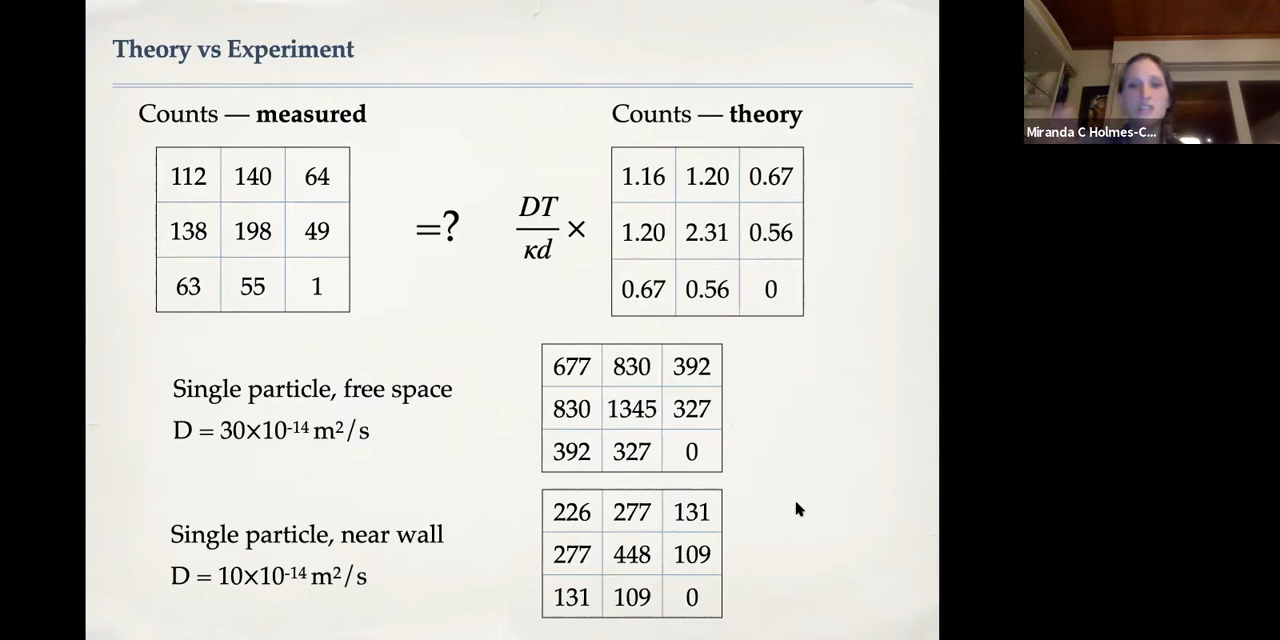 Theory vs Experiment
Counts — measured
112 140 64
138 198 49
63 55 1
=?
DT
κd
×
Counts — theory
1.16 1.20 0.67
1.20 2.31 0.56
0.67 0.56 0
Single particle, free space
D = 30×10-14 m2/s
677 830 392
830 1345 327
392 327 0
Single particle, near wall
D = 10×10-14 m2/s
226 277 131
277 448 109
131 109 0
Miranda C Holmes-C...